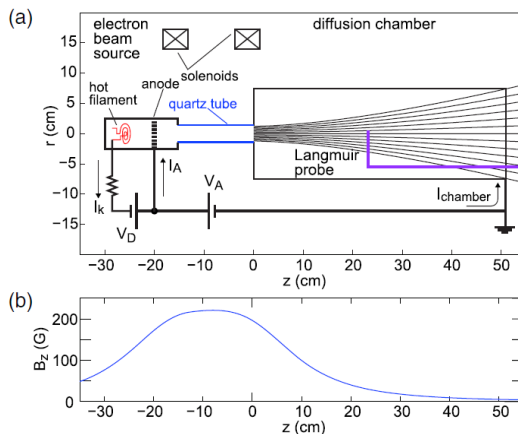 (a)
electron
beam
source
diffusion chamber
solenoids
hot
filament
anode
quartz tube
Langmuir
probe
I_A
V_A
I_chamber
I_k
V_D
r (cm)
15
10
5
0
−5
−10
−15
−30 −20 −10 0 10 20 30 40 50
z (cm)
(b)
B_z (G)
200
100
0
−30 −20 −10 0 10 20 30 40 50
z (cm)